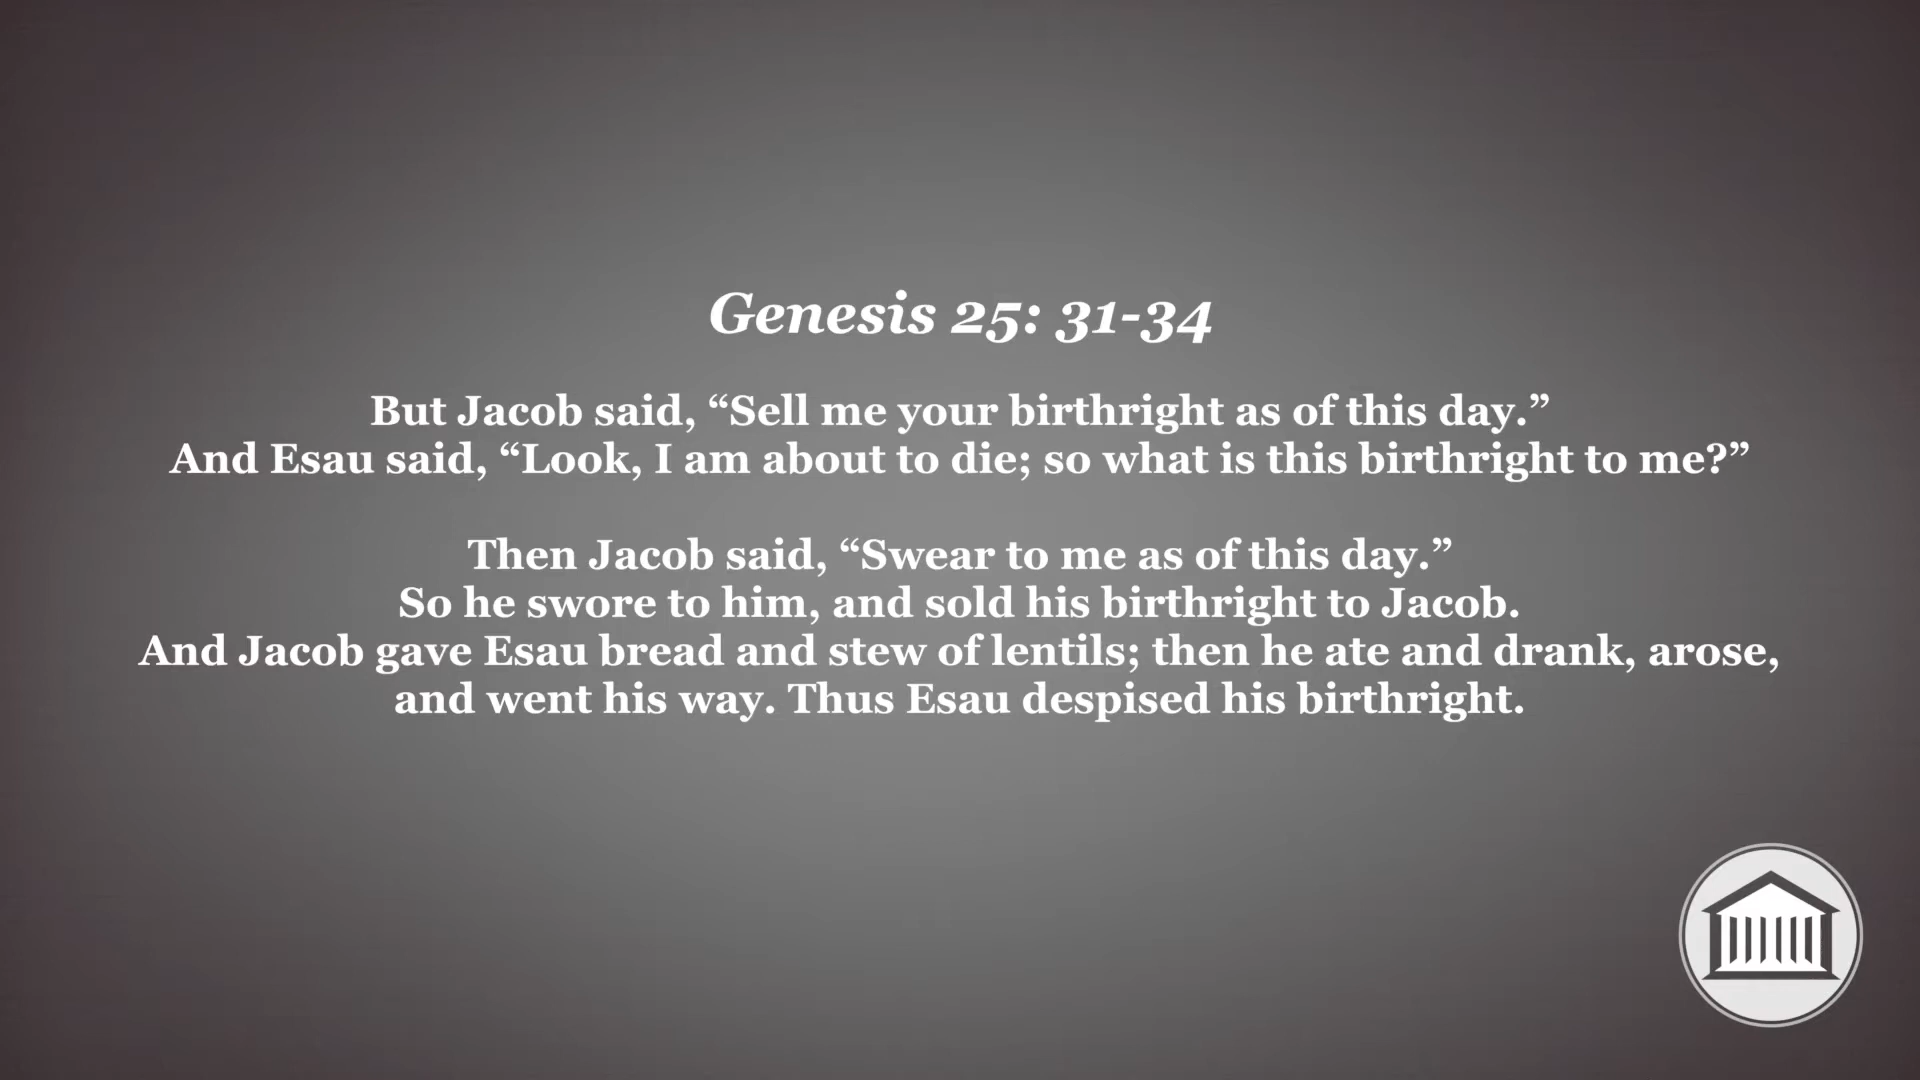 Genesis 25: 31-34
But Jacob said, “Sell me your birthright as of this day.”
And Esau said, “Look, I am about to die; so what is this birthright to me?”
Then Jacob said, “Swear to me as of this day.”
So he swore to him, and sold his birthright to Jacob.
And Jacob gave Esau bread and stew of lentils; then he ate and drank, arose,
and went his way. Thus Esau despised his birthright.